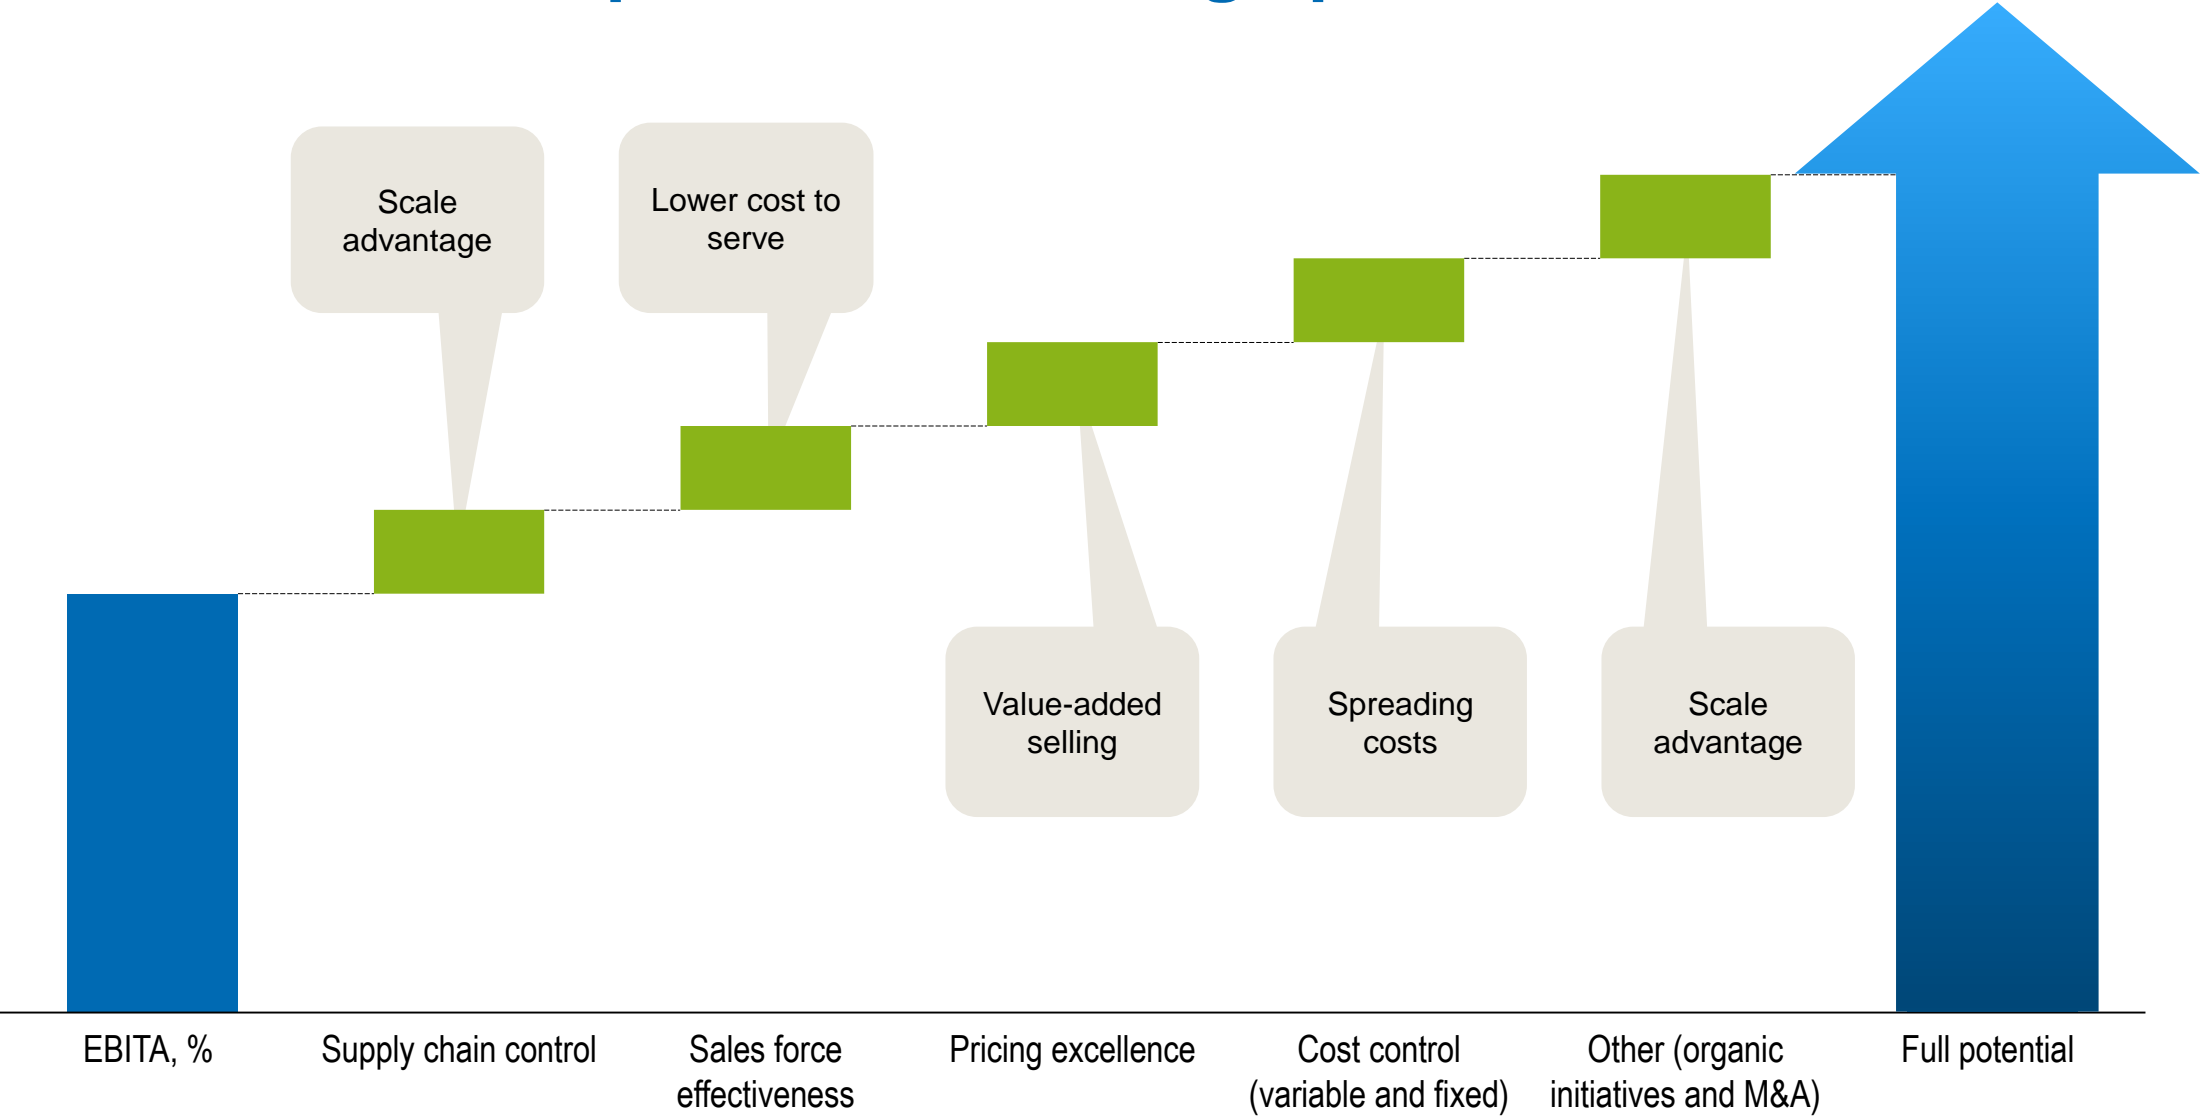 Scale
advantage
Lower cost to
serve
Value-added
selling
Spreading
costs
Scale
advantage
EBITA, %
Supply chain control
Sales force
effectiveness
Pricing excellence
Cost control
(variable and fixed)
Other (organic
initiatives and M&A)
Full potential